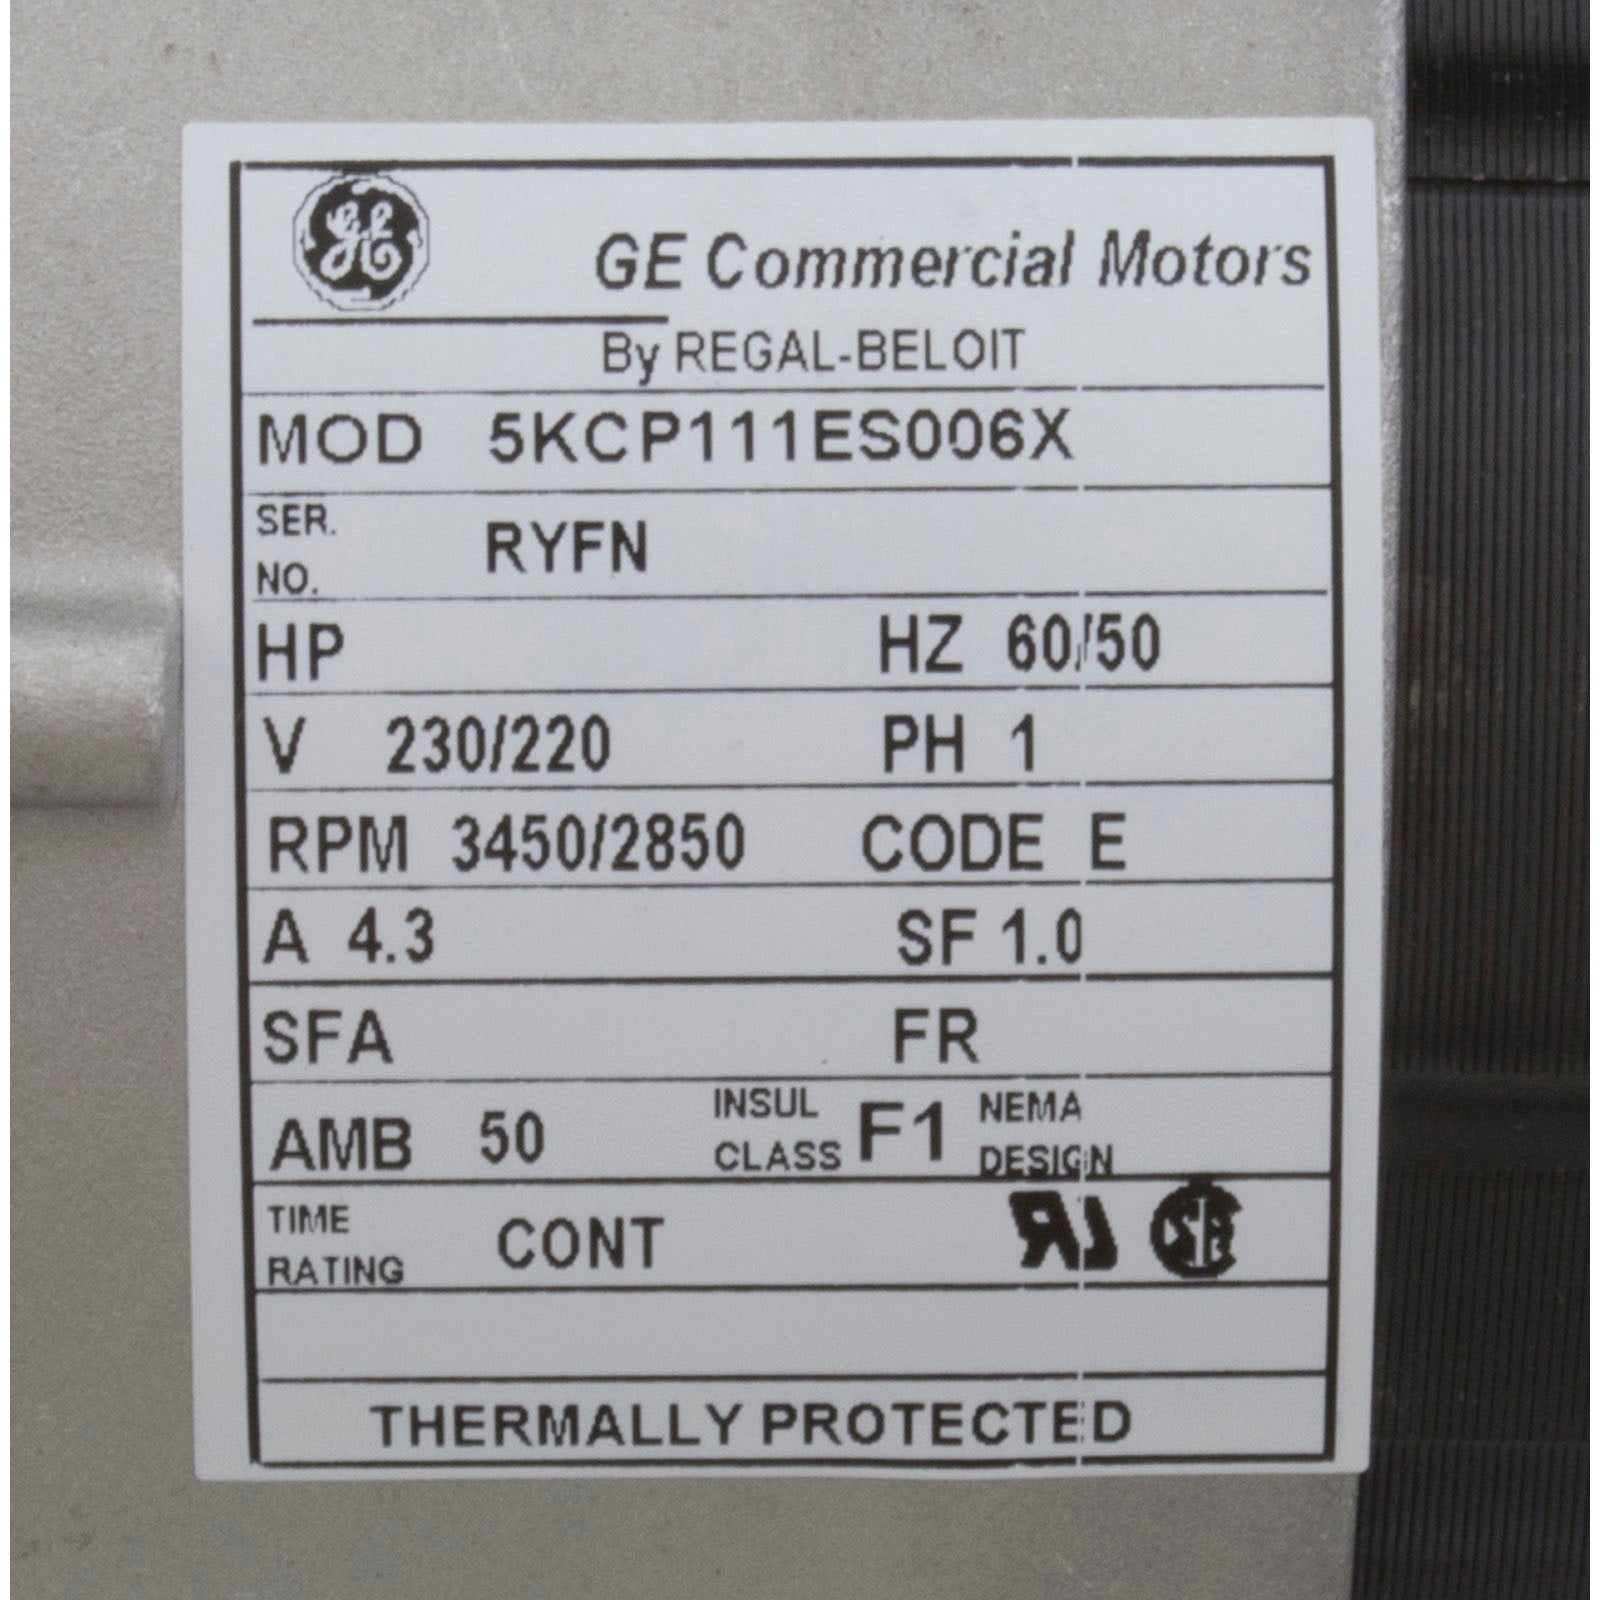 GE
GE Commercial Motors
By REGAL-BELOIT
MOD 5KCP111ES006X
SER. NO. RYFN
HP HZ 60/50
V 230/220 PH 1
RPM 3450/2850 CODE E
A 4.3 SF 1.0
SFA FR
AMB 50 INSUL CLASS F1 NEMA DESIGN
TIME RATING CONT
THERMALLY PROTECTED